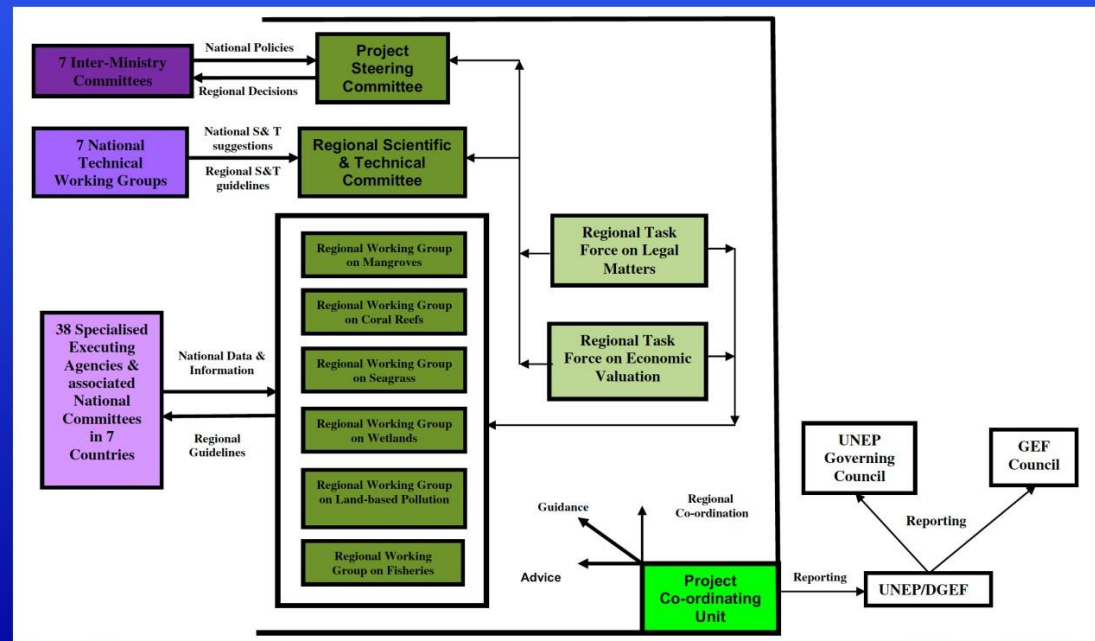 7 Inter-Ministry
Committees
National Policies
Regional Decisions
Project
Steering
Committee
7 National
Technical
Working Groups
National S& T
suggestions
Regional S&T
guidelines
Regional Scientific
& Technical
Committee
38 Specialised
Executing
Agencies &
associated
National
Committees
in 7
Countries
National Data &
Information
Regional
Guidelines
Regional Working Group
on Mangroves
Regional Working Group
on Coral Reefs
Regional Working Group
on Seagrass
Regional Working Group
on Wetlands
Regional Working Group
on Land-based Pollution
Regional Working
Group on Fisheries
Regional Task
Force on Legal
Matters
Regional Task
Force on Economic
Valuation
Guidance
Advice
Regional
Co-ordination
Project
Co-ordinating
Unit
Reporting
UNEP/DGEF
Reporting
UNEP
Governing
Council
GEF
Council